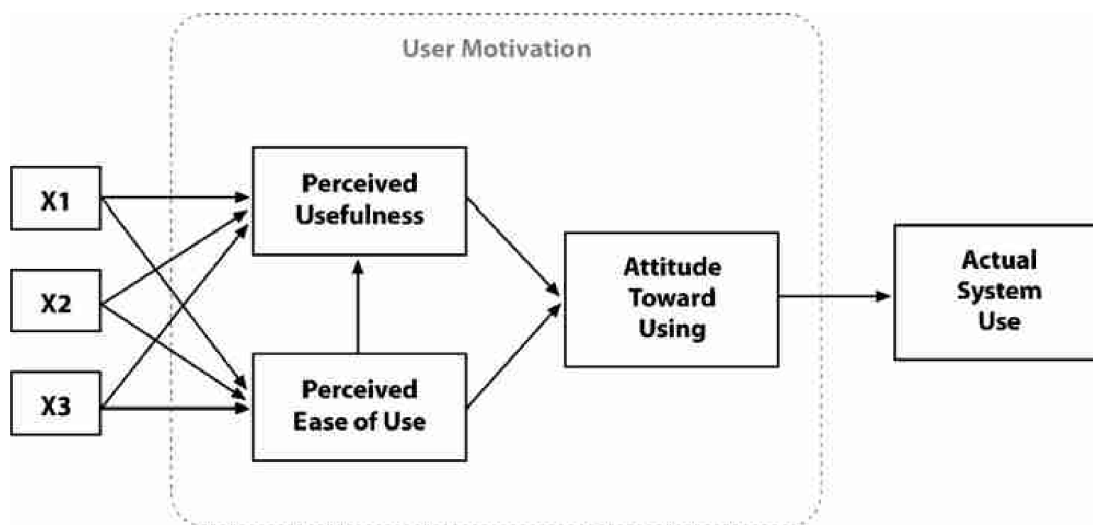 User Motivation
X1
X2
X3
Perceived
Usefulness
Perceived
Ease of Use
Attitude
Toward
Using
Actual
System
Use